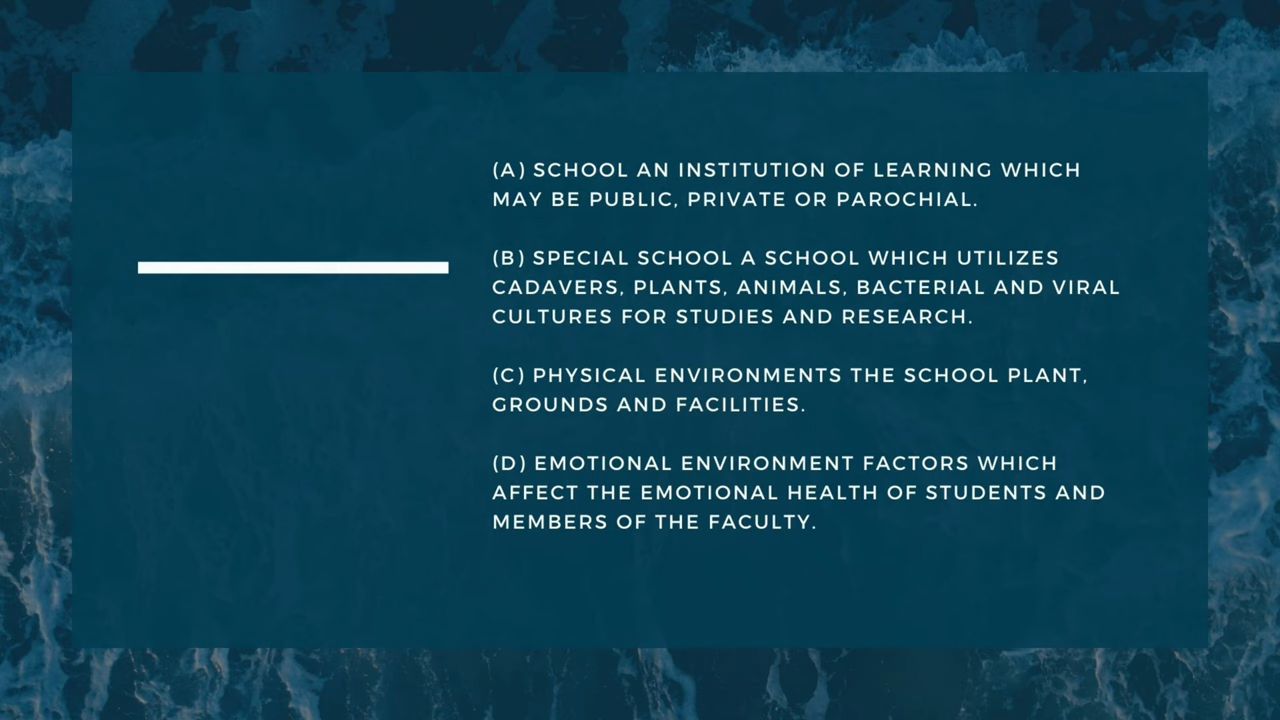 (A) SCHOOL AN INSTITUTION OF LEARNING WHICH
MAY BE PUBLIC, PRIVATE OR PAROCHIAL.
(B) SPECIAL SCHOOL A SCHOOL WHICH UTILIZES
CADAVERS, PLANTS, ANIMALS, BACTERIAL AND VIRAL
CULTURES FOR STUDIES AND RESEARCH.
(C) PHYSICAL ENVIRONMENTS THE SCHOOL PLANT,
GROUNDS AND FACILITIES.
(D) EMOTIONAL ENVIRONMENT FACTORS WHICH
AFFECT THE EMOTIONAL HEALTH OF STUDENTS AND
MEMBERS OF THE FACULTY.